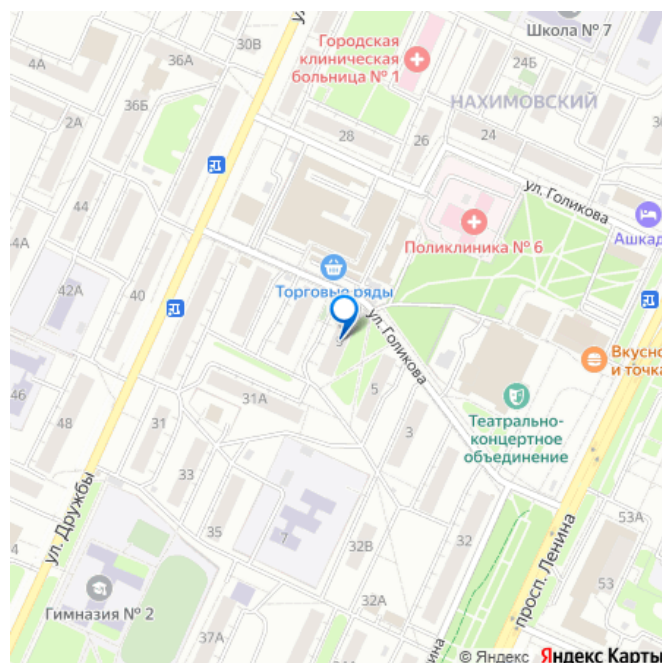 Школа № 7
30В
ул.
Городская
клиническая
больница № 1
4А
36А
24Б
36Б
НАХИМОВСКИЙ
2А
28
26
24
ул. Голикова
44
Поликлиника № 6
Ашкад
42А
40
Торговые ряды
ул. Голикова
Вкусно
и точка
46
48
31А
5
Театрально-
концертное
объединение
31
3
33
ул. Дружбы
35
7
32В
32
53А
просп. Ленина
53
Гимназия № 2
32А
37А
© Яндекс Яндекс Карты